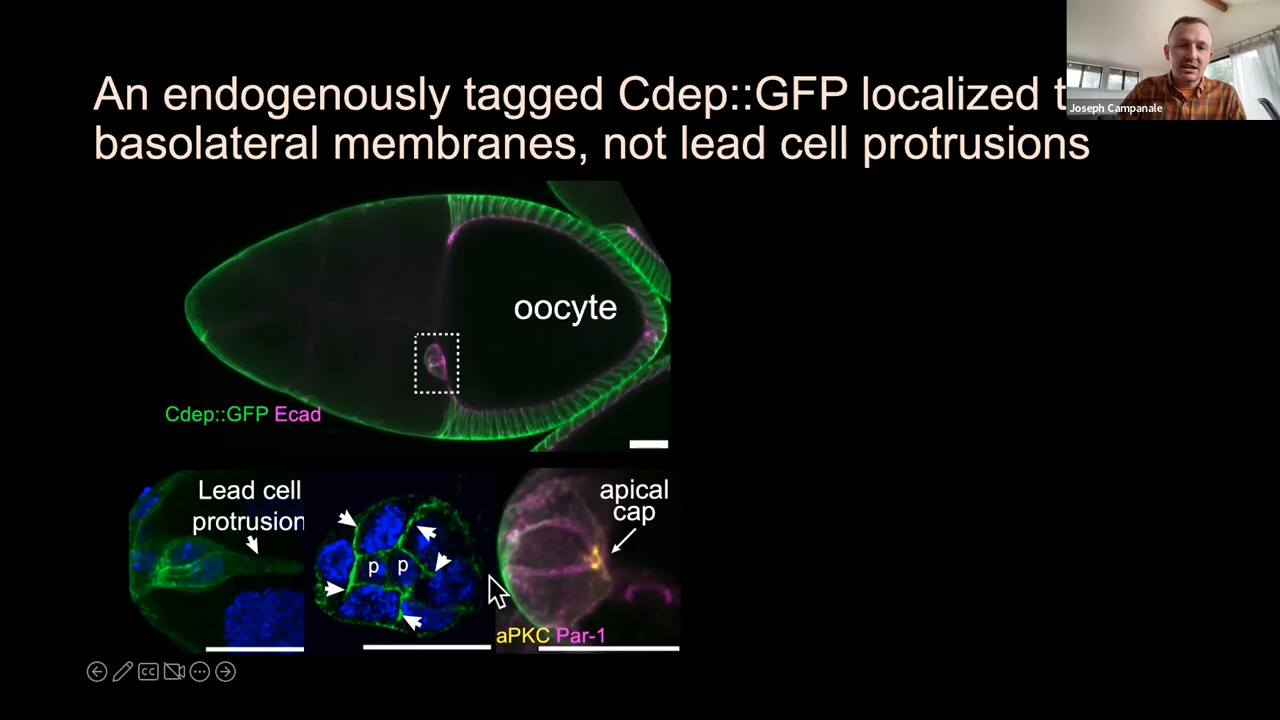 An endogenously tagged Cdep::GFP localized
basolateral membranes, not lead cell protrusions
Joseph Campanale
oocyte
Cdep::GFP Ecad
Lead cell
protrusion
p p
apical
cap
aPKC Par-1
CC